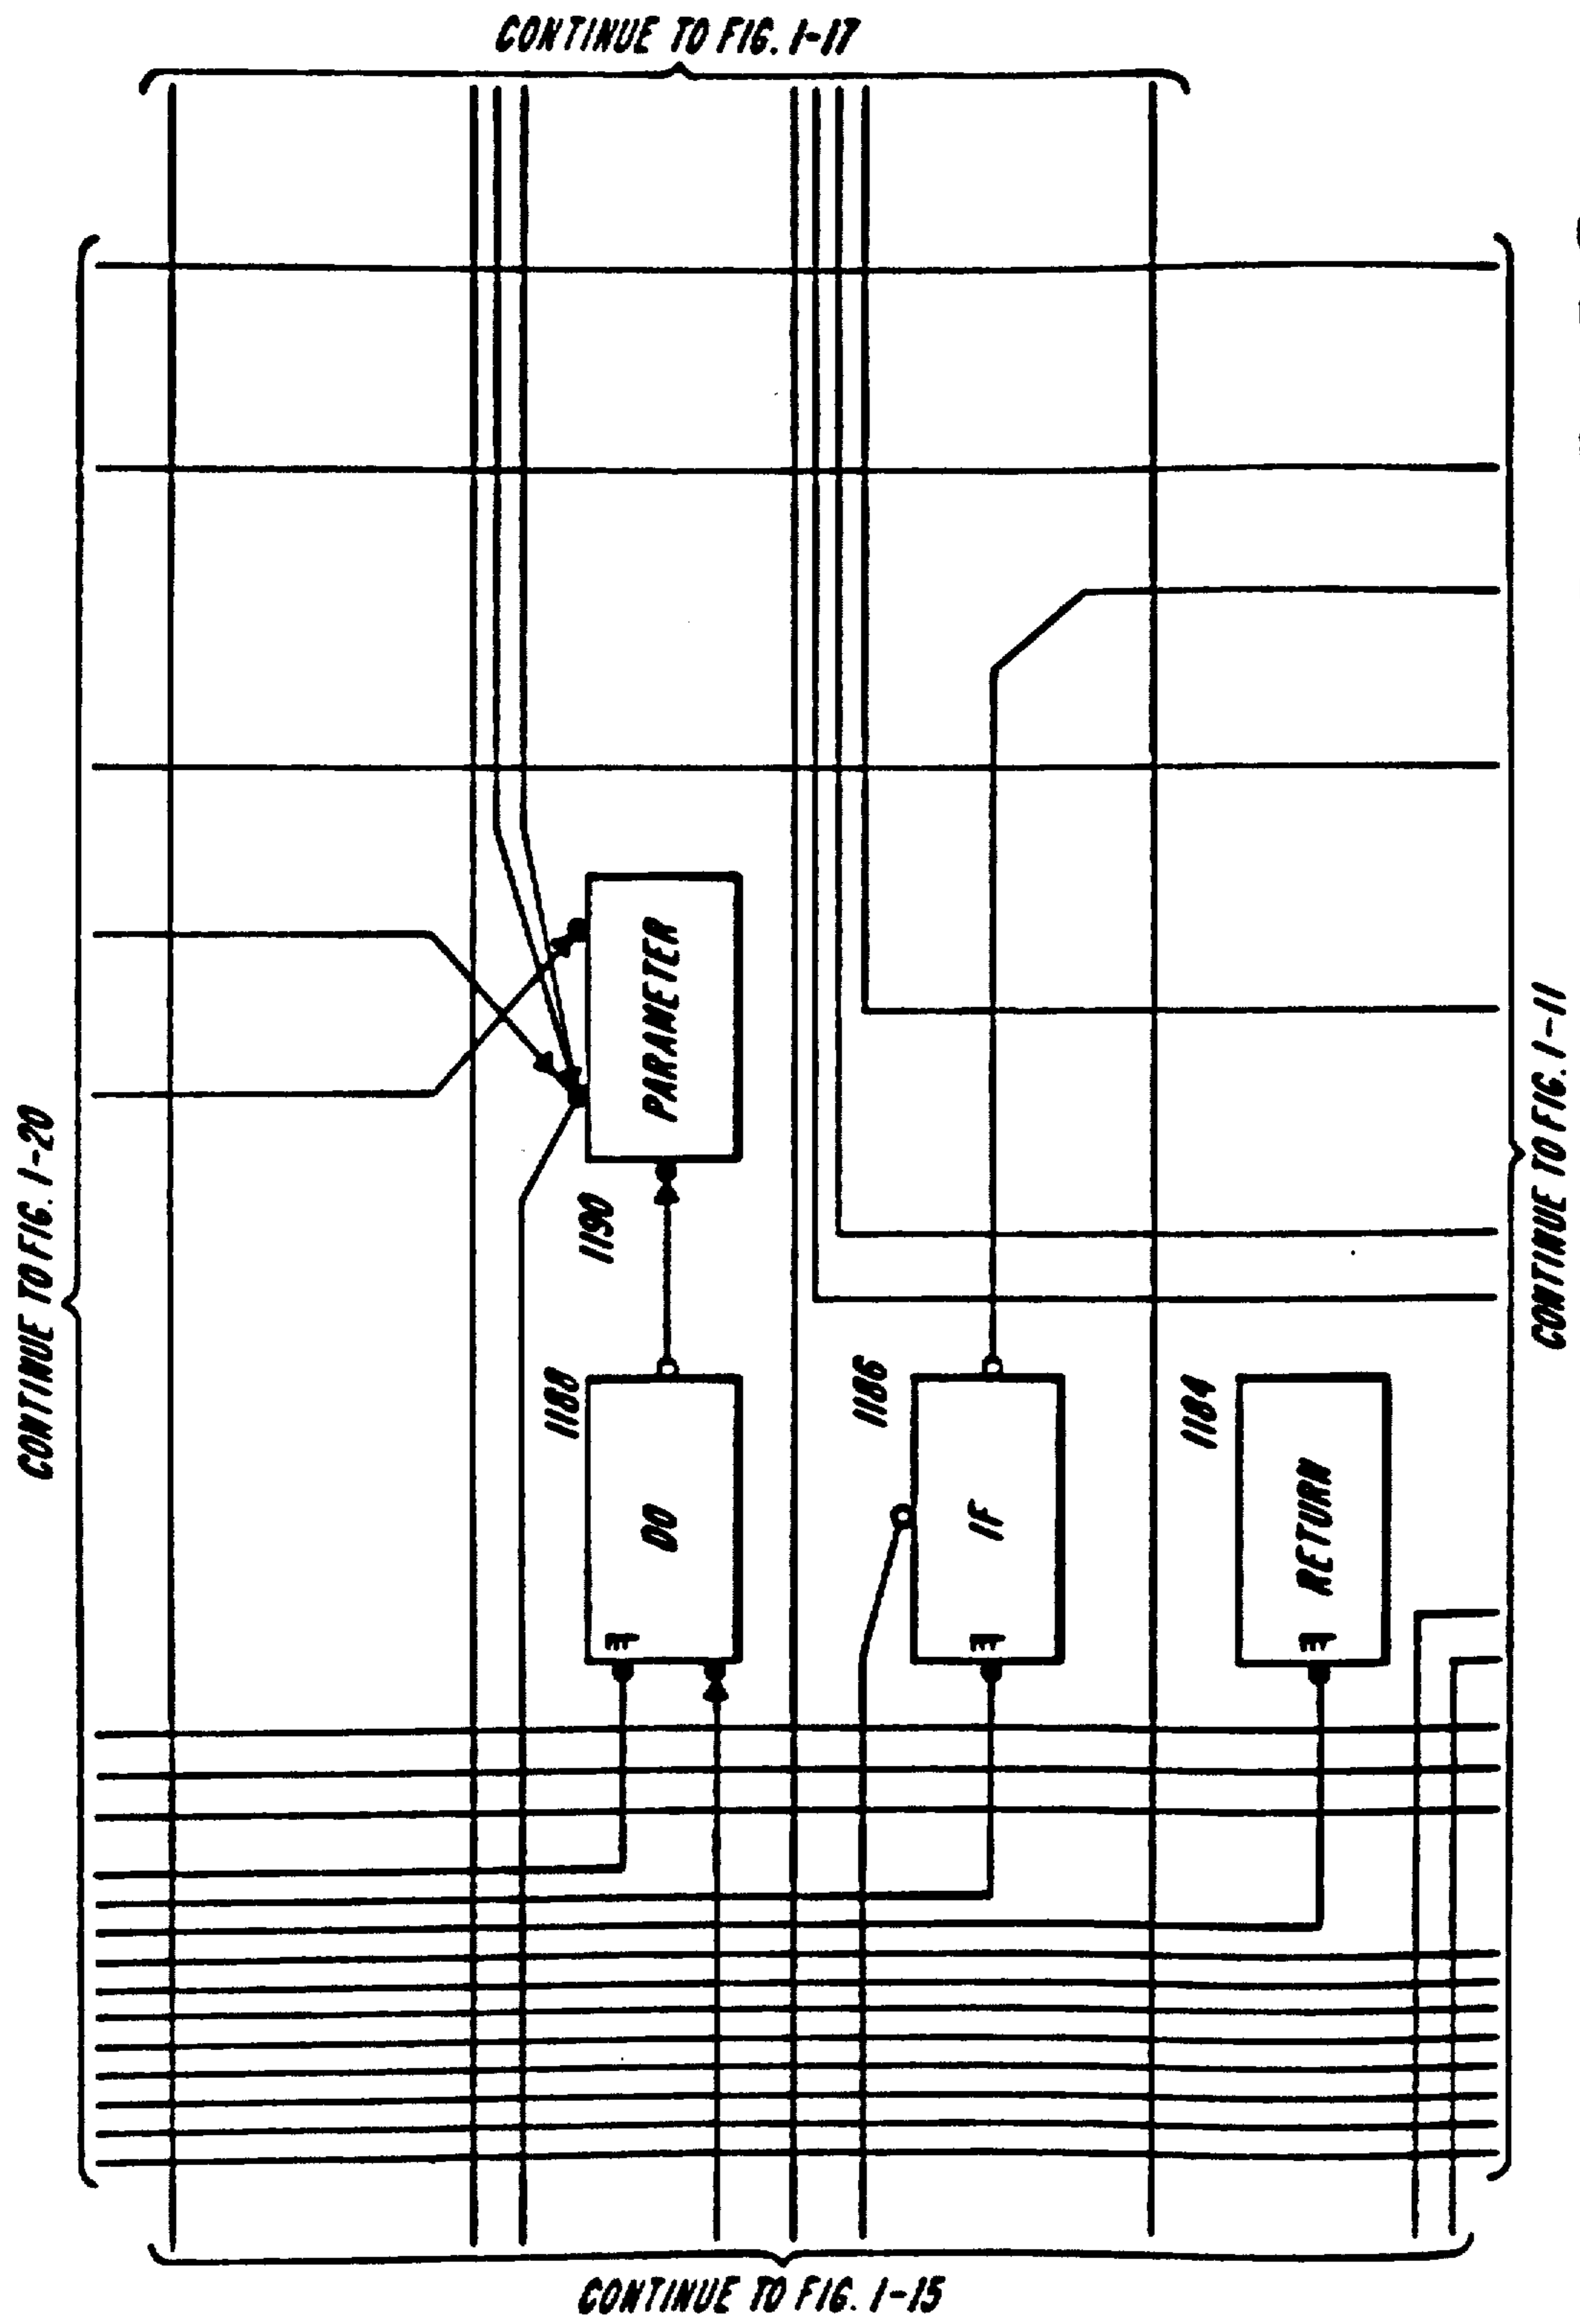 CONTINUE TO FIG. 1-17
CONTINUE TO FIG. 1-20
PARAMETER
1190
1188
DO
E
1186
IF
E
1184
RETURN
E
CONTINUE TO FIG. 1-11
CONTINUE TO FIG. 1-15